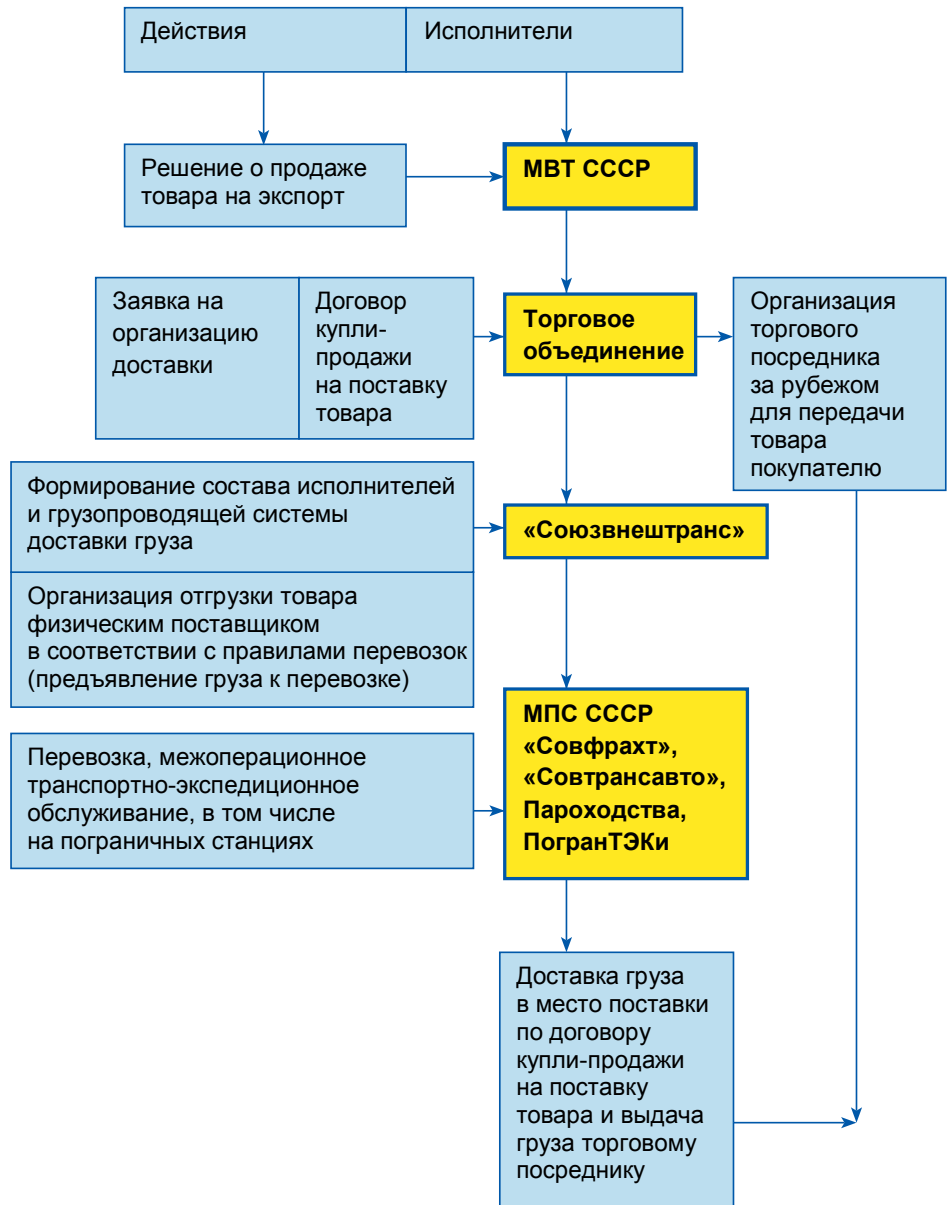 Действия
Исполнители
Решение о продаже
товара на экспорт
МВТ СССР
Заявка на
организацию
доставки
Договор
купли-
продажи
на поставку
товара
Торговое
объединение
Организация
торгового
посредника
за рубежом
для передачи
товара
покупателю
Формирование состава исполнителей
и грузопроводящей системы
доставки груза
«Союзвнештранс»
Организация отгрузки товара
физическим поставщиком
в соответствии с правилами перевозок
(предъявление груза к перевозке)
Перевозка, межоперационное
транспортно-экспедиционное
обслуживание, в том числе
на пограничных станциях
МПС СССР
«Совфрахт»,
«Совтрансавто»,
Пароходства,
ПогранТЭКи
Доставка груза
в место поставки
по договору
купли-продажи
на поставку
товара и выдача
груза торговому
посреднику